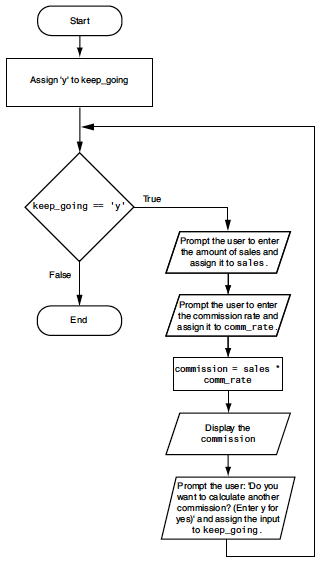 Start
Assign 'y' to keep_going
keep_going == 'y'
True
False
End
Prompt the user to enter
the amount of sales and
assign it to sales.
Prompt the user to enter
the commission rate and
assign it to comm_rate.
commission = sales *
comm_rate
Display the
commission
Prompt the user: 'Do you
want to calculate another
commission? (Enter y for
yes)' and assign the input
to keep_going.